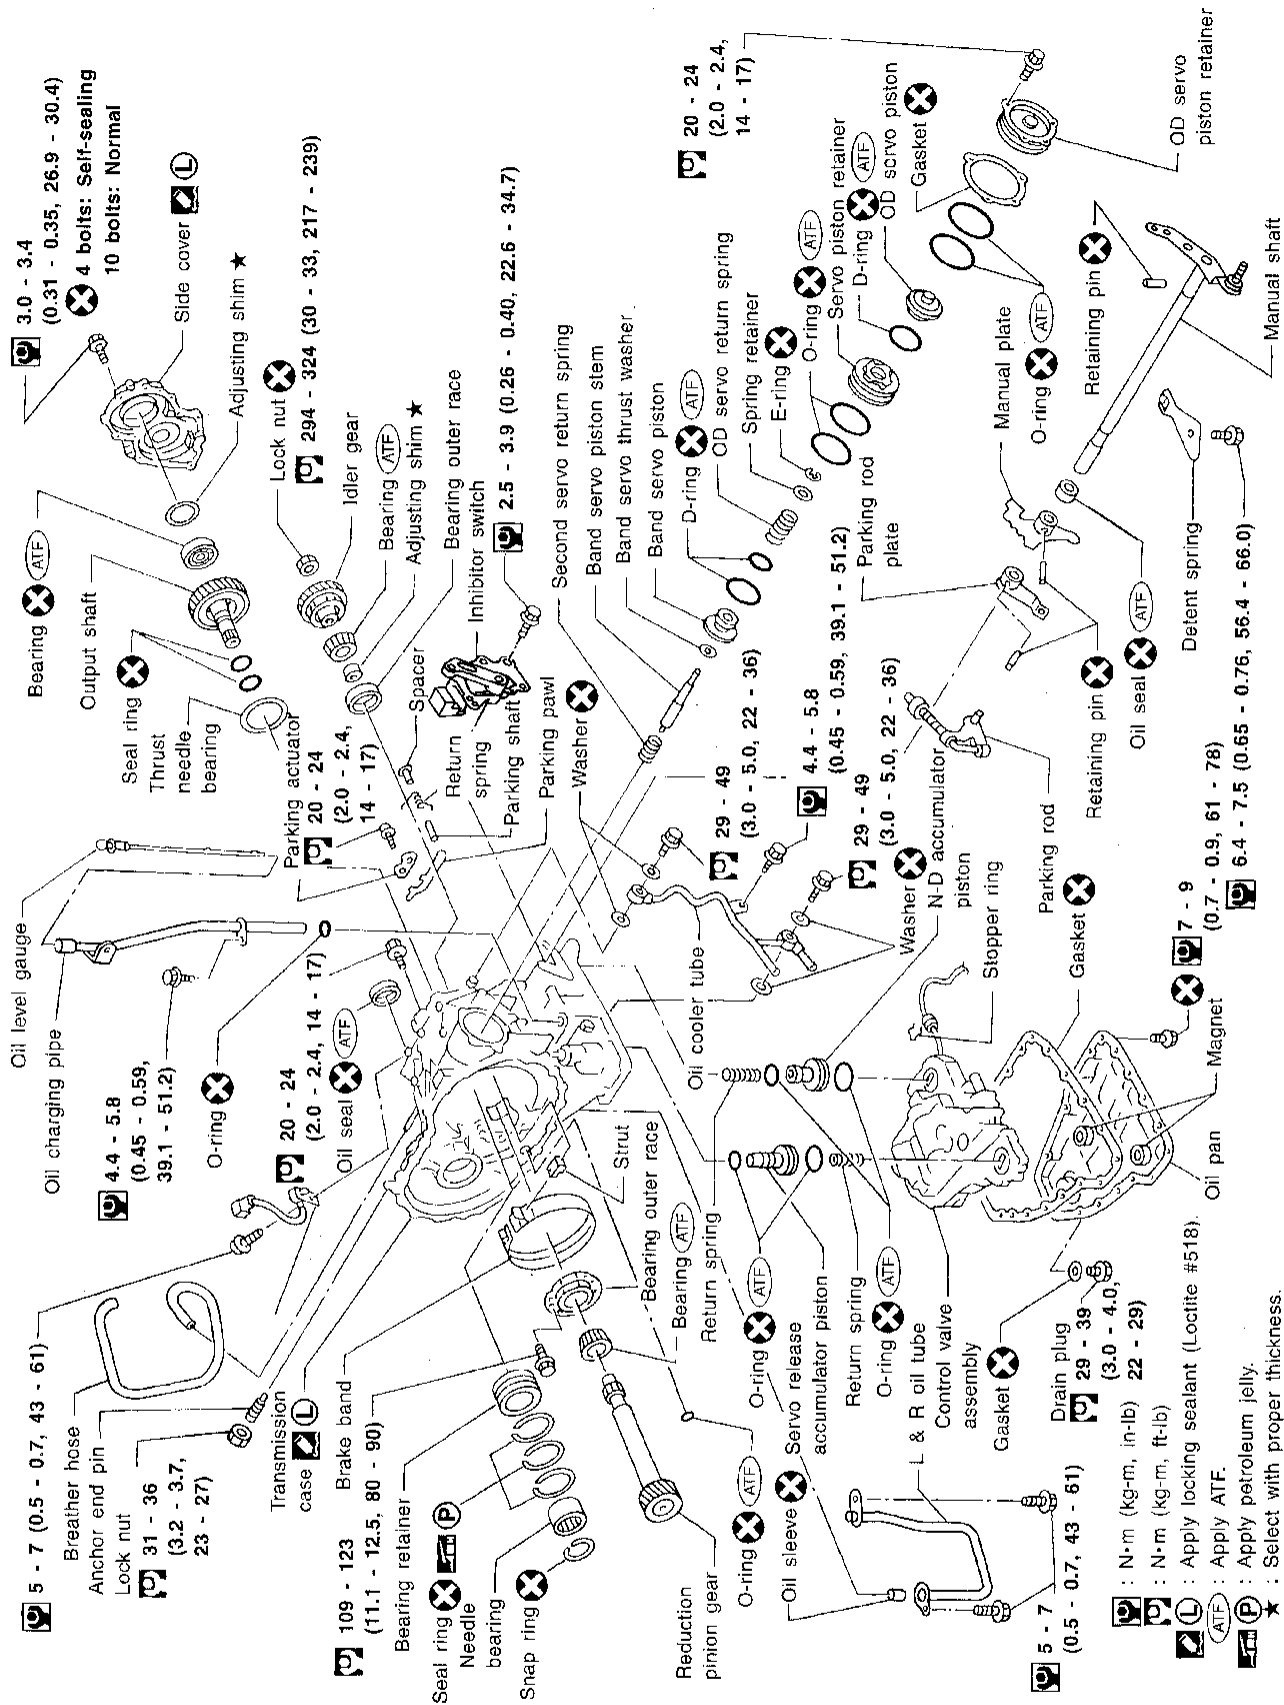 5 - 7 (0.5 - 0.7, 43 - 61)
Breather hose
Anchor end pin
Lock nut
31 - 36
(3.2 - 3.7,
23 - 27)
Transmission
case L
109 - 123
(11.1 - 12.5, 80 - 90)
Brake band
Bearing retainer
Seal ring P
Needle
bearing
Snap ring
Reduction
pinion gear
Oil level gauge
Oil charging pipe
4.4 - 5.8
(0.45 - 0.59,
39.1 - 51.2)
O-ring
20 - 24
(2.0 - 2.4, 14 - 17)
Oil seal ATF
Strut
Bearing outer race
Bearing ATF
Return spring
O-ring ATF
Servo release
accumulator piston
Return spring
O-ring ATF
Control valve
assembly
L & R oil tube
Oil sleeve
O-ring ATF
Gasket
Drain plug
29 - 39
(3.0 - 4.0,
22 - 29)
5 - 7
(0.5 - 0.7, 43 - 61)
3.0 - 3.4
(0.31 - 0.35, 26.9 - 30.4)
4 bolts: Self-sealing
10 bolts: Normal
Side cover L
Adjusting shim ★
Bearing ATF
Output shaft
Seal ring
Thrust
needle
bearing
Parking actuator
20 - 24
(2.0 - 2.4,
14 - 17)
Lock nut
294 - 324 (30 - 33, 217 - 239)
Idler gear
Bearing ATF
Adjusting shim ★
Bearing outer race
Inhibitor switch
2.5 - 3.9 (0.26 - 0.40, 22.6 - 34.7)
Spacer
Return
spring
Parking shaft
Parking pawl
Washer
Second servo return spring
Band servo piston stem
Band servo thrust washer
Band servo piston
D-ring ATF
OD servo return spring
Spring retainer
E-ring
O-ring ATF
Servo piston retainer
D-ring ATF
OD servo piston
Gasket
20 - 24
(2.0 - 2.4,
14 - 17)
OD servo
piston retainer
29 - 49
(3.0 - 5.0, 22 - 36)
4.4 - 5.8
(0.45 - 0.59, 39.1 - 51.2)
29 - 49
(3.0 - 5.0, 22 - 36)
Oil cooler tube
Washer
N-D accumulator
piston
Stopper ring
Parking rod
plate
Manual plate
O-ring ATF
Retaining pin
Manual shaft
Detent spring
Oil seal ATF
Retaining pin
Parking rod
Gasket
7 - 9
(0.7 - 0.9, 61 - 78)
6.4 - 7.5 (0.65 - 0.76, 56.4 - 66.0)
Magnet
Oil pan
: N•m (kg-m, in-lb)
: N•m (kg-m, ft-lb)
L : Apply locking sealant (Loctite #518).
ATF : Apply ATF.
P : Apply petroleum jelly.
★ : Select with proper thickness.